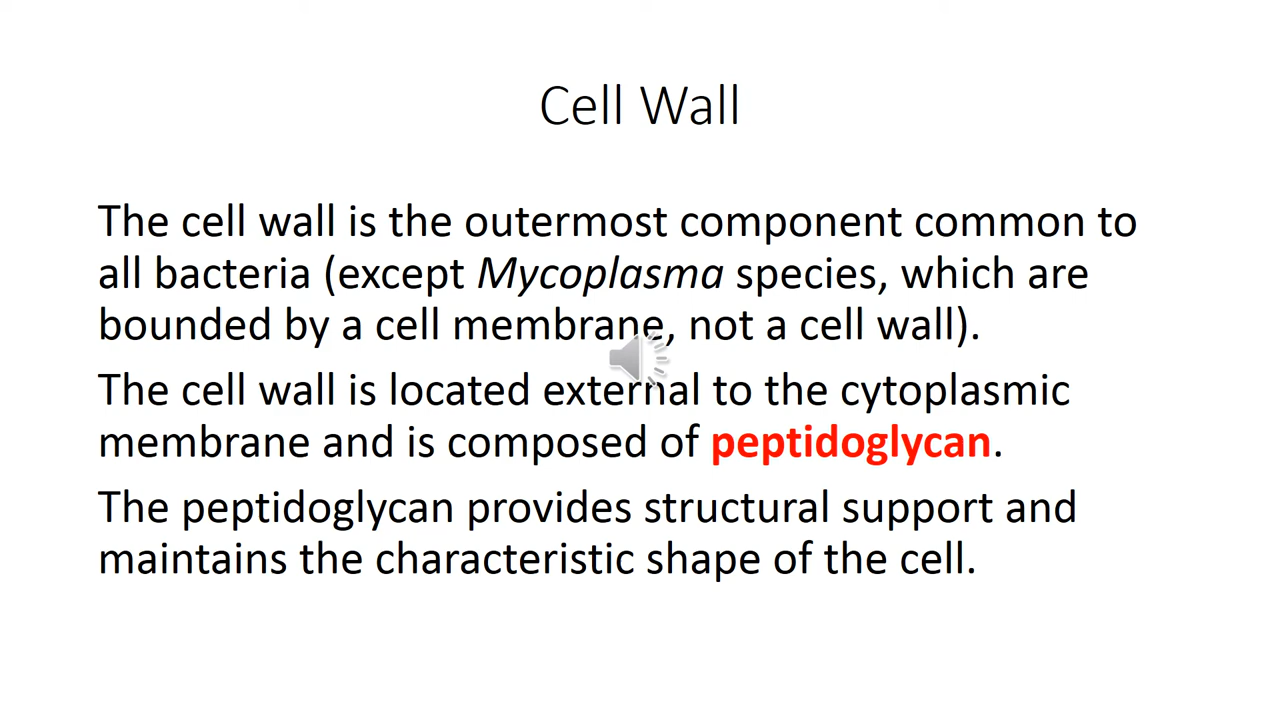 Cell Wall
The cell wall is the outermost component common to
all bacteria (except Mycoplasma species, which are
bounded by a cell membrane, not a cell wall).
The cell wall is located external to the cytoplasmic
membrane and is composed of peptidoglycan.
The peptidoglycan provides structural support and
maintains the characteristic shape of the cell.